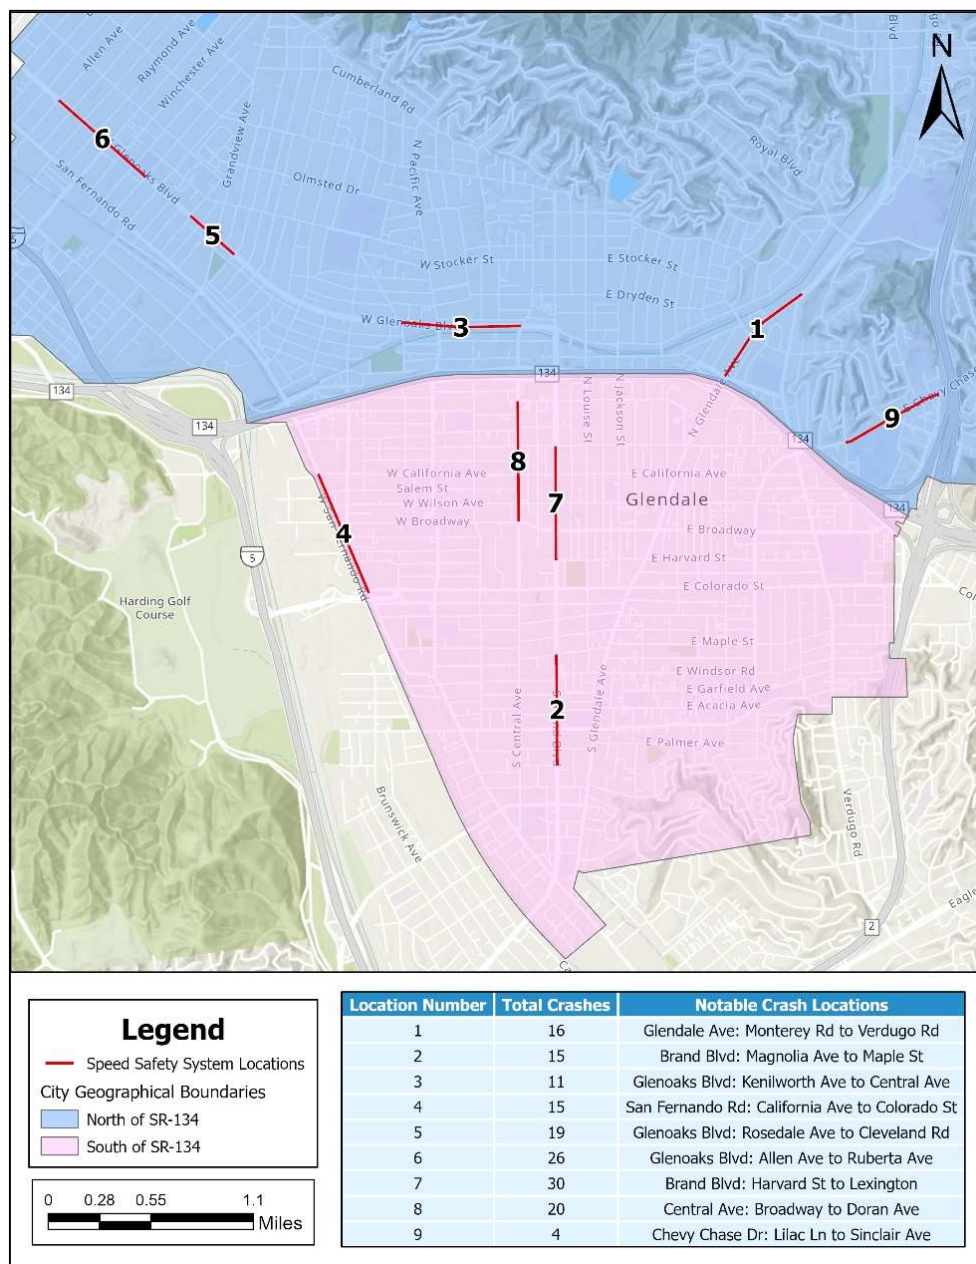 N
Allen Ave
Raymond Ave
Winchester Ave
Cumberland Rd
Grandview Ave
N Pacific Ave
Royal Blvd
Blvd
6
Glenoaks Blvd
San Fernando Rd
Olmsted Dr
5
W Stocker St
E Stocker St
E Dryden St
W Glenoaks Blv
3
1
134
134
134
N Louise St
N Jackson St
N Glendale Ave
E Chevy Chase
9
134
134
8
W California Ave
Salem St
W Wilson Ave
W Broadway
7
E California Ave
Glendale
4
W San Fernando Rd
5
E Broadway
E Harvard St
E Colorado St
Harding Golf
Course
E Maple St
E Windsor Rd
E Garfield Ave
E Acacia Ave
2
S Central Ave
S Glendale Ave
E Palmer Ave
Brunswick Ave
Verdugo Rd
Eagle
2
Legend
Speed Safety System Locations
City Geographical Boundaries
North of SR-134
South of SR-134
0 0.28 0.55 1.1
Miles
Location Number Total Crashes Notable Crash Locations
1 16 Glendale Ave: Monterey Rd to Verdugo Rd
2 15 Brand Blvd: Magnolia Ave to Maple St
3 11 Glenoaks Blvd: Kenilworth Ave to Central Ave
4 15 San Fernando Rd: California Ave to Colorado St
5 19 Glenoaks Blvd: Rosedale Ave to Cleveland Rd
6 26 Glenoaks Blvd: Allen Ave to Ruberta Ave
7 30 Brand Blvd: Harvard St to Lexington
8 20 Central Ave: Broadway to Doran Ave
9 4 Chevy Chase Dr: Lilac Ln to Sinclair Ave